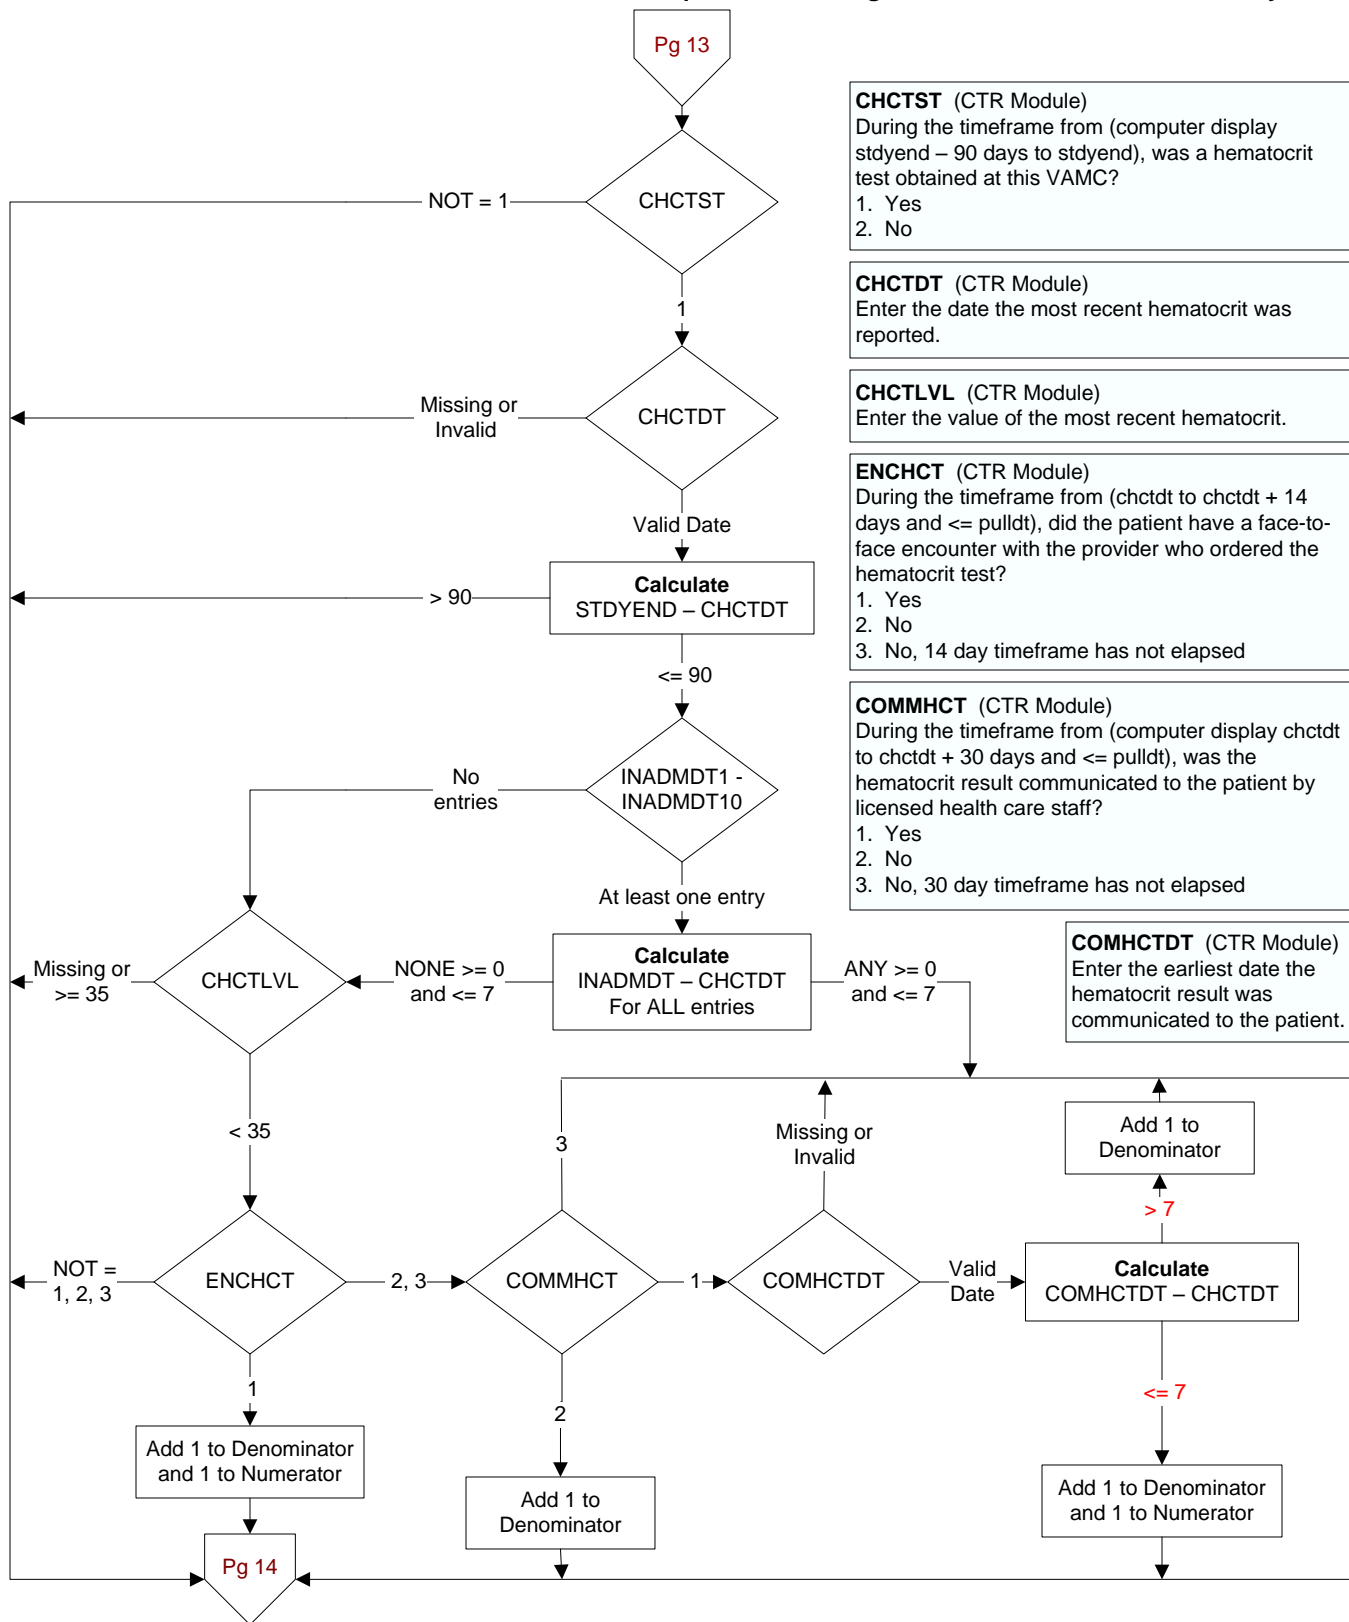 Pg 13
CHCTST (CTR Module)
During the timeframe from (computer display
stdyend – 90 days to stdyend), was a hematocrit
test obtained at this VAMC?
1. Yes
2. No
CHCTST
NOT = 1
1
CHCTDT (CTR Module)
Enter the date the most recent hematocrit was
reported.
CHCTDT
Missing or
Invalid
Valid Date
CHCTLVL (CTR Module)
Enter the value of the most recent hematocrit.
ENCHCT (CTR Module)
During the timeframe from (chctdt to chctdt + 14
days and <= pulldt), did the patient have a face-to-
face encounter with the provider who ordered the
hematocrit test?
1. Yes
2. No
3. No, 14 day timeframe has not elapsed
Calculate
STDYEND – CHCTDT
> 90
<= 90
COMMHCT (CTR Module)
During the timeframe from (computer display chctdt
to chctdt + 30 days and <= pulldt), was the
hematocrit result communicated to the patient by
licensed health care staff?
1. Yes
2. No
3. No, 30 day timeframe has not elapsed
INADMDT1 -
INADMDT10
No
entries
At least one entry
COMHCTDT (CTR Module)
Enter the earliest date the
hematocrit result was
communicated to the patient.
Calculate
INADMDT – CHCTDT
For ALL entries
NONE >= 0
and <= 7
ANY >= 0
and <= 7
CHCTLVL
Missing or
>= 35
< 35
ENCHCT
NOT =
1, 2, 3
2, 3
1
COMMHCT
3
1
2
COMHCTDT
Missing or
Invalid
Valid
Date
Calculate
COMHCTDT – CHCTDT
> 7
Add 1 to
Denominator
<= 7
Add 1 to Denominator
and 1 to Numerator
Add 1 to
Denominator
Add 1 to Denominator
and 1 to Numerator
Pg 14